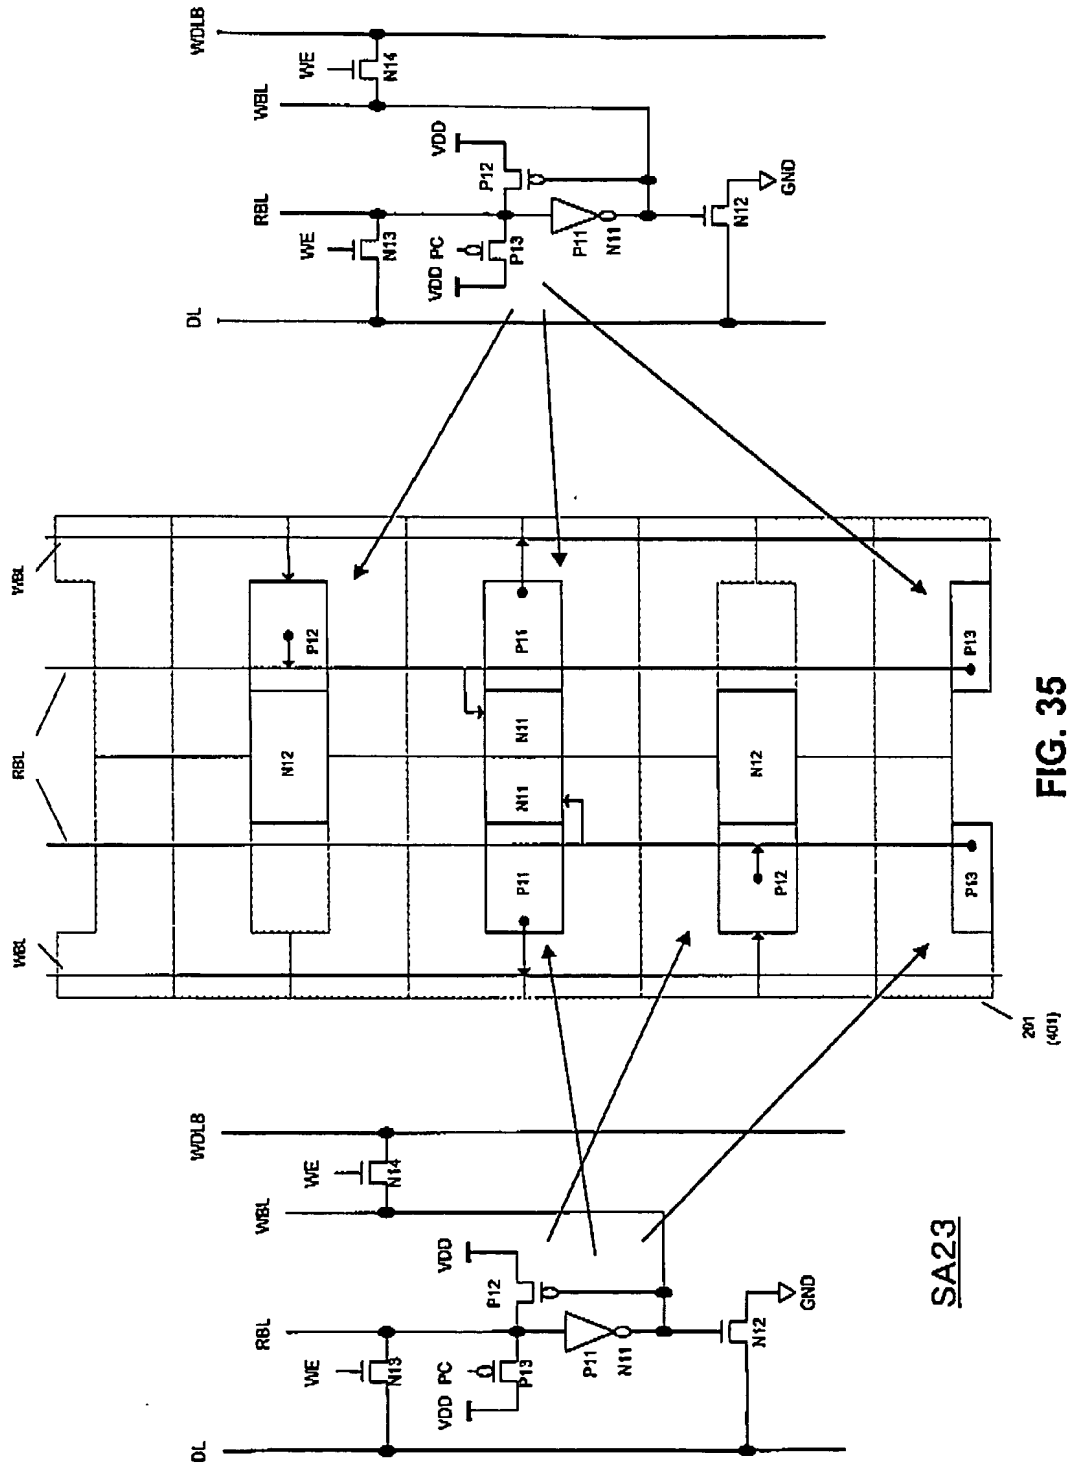 DL
RBL
WBL
WDLB
WE
N13
WE
N14
VDD
PC
P13
P12
VDD
P11
N11
N12
GND
SA23
WBL
RBL
WBL
N12
P12
P11
N11
N11
P11
P12
N12
P13
P13
201
(401)
DL
RBL
WBL
WDLB
WE
N13
WE
N14
VDD
PC
P13
P12
VDD
P11
N11
N12
GND
FIG. 35